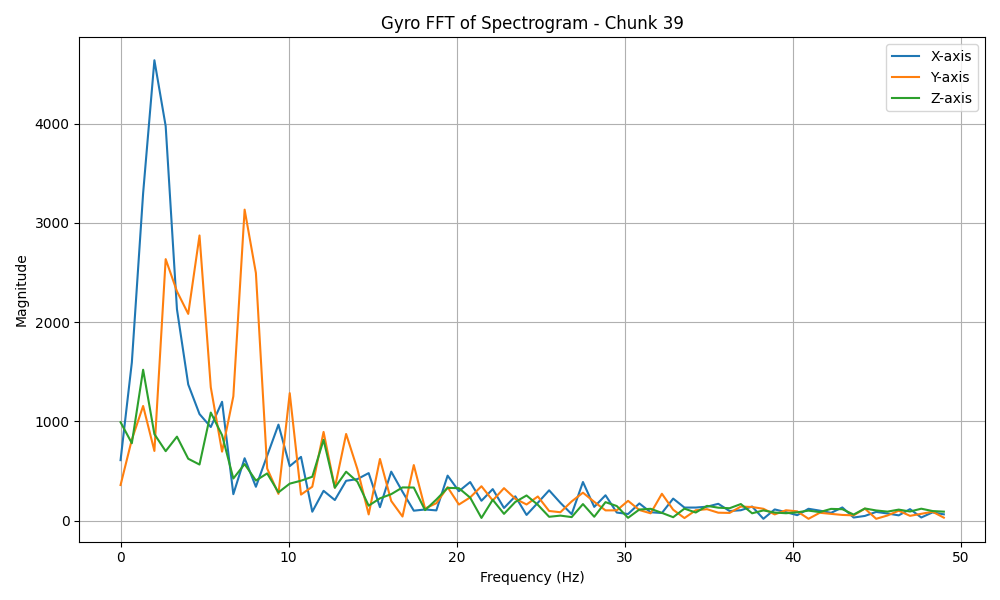 Gyro FFT of Spectrogram - Chunk 39
X-axis
Y-axis
Z-axis
Magnitude
4000
3000
2000
1000
0
0 10 20 30 40 50
Frequency (Hz)